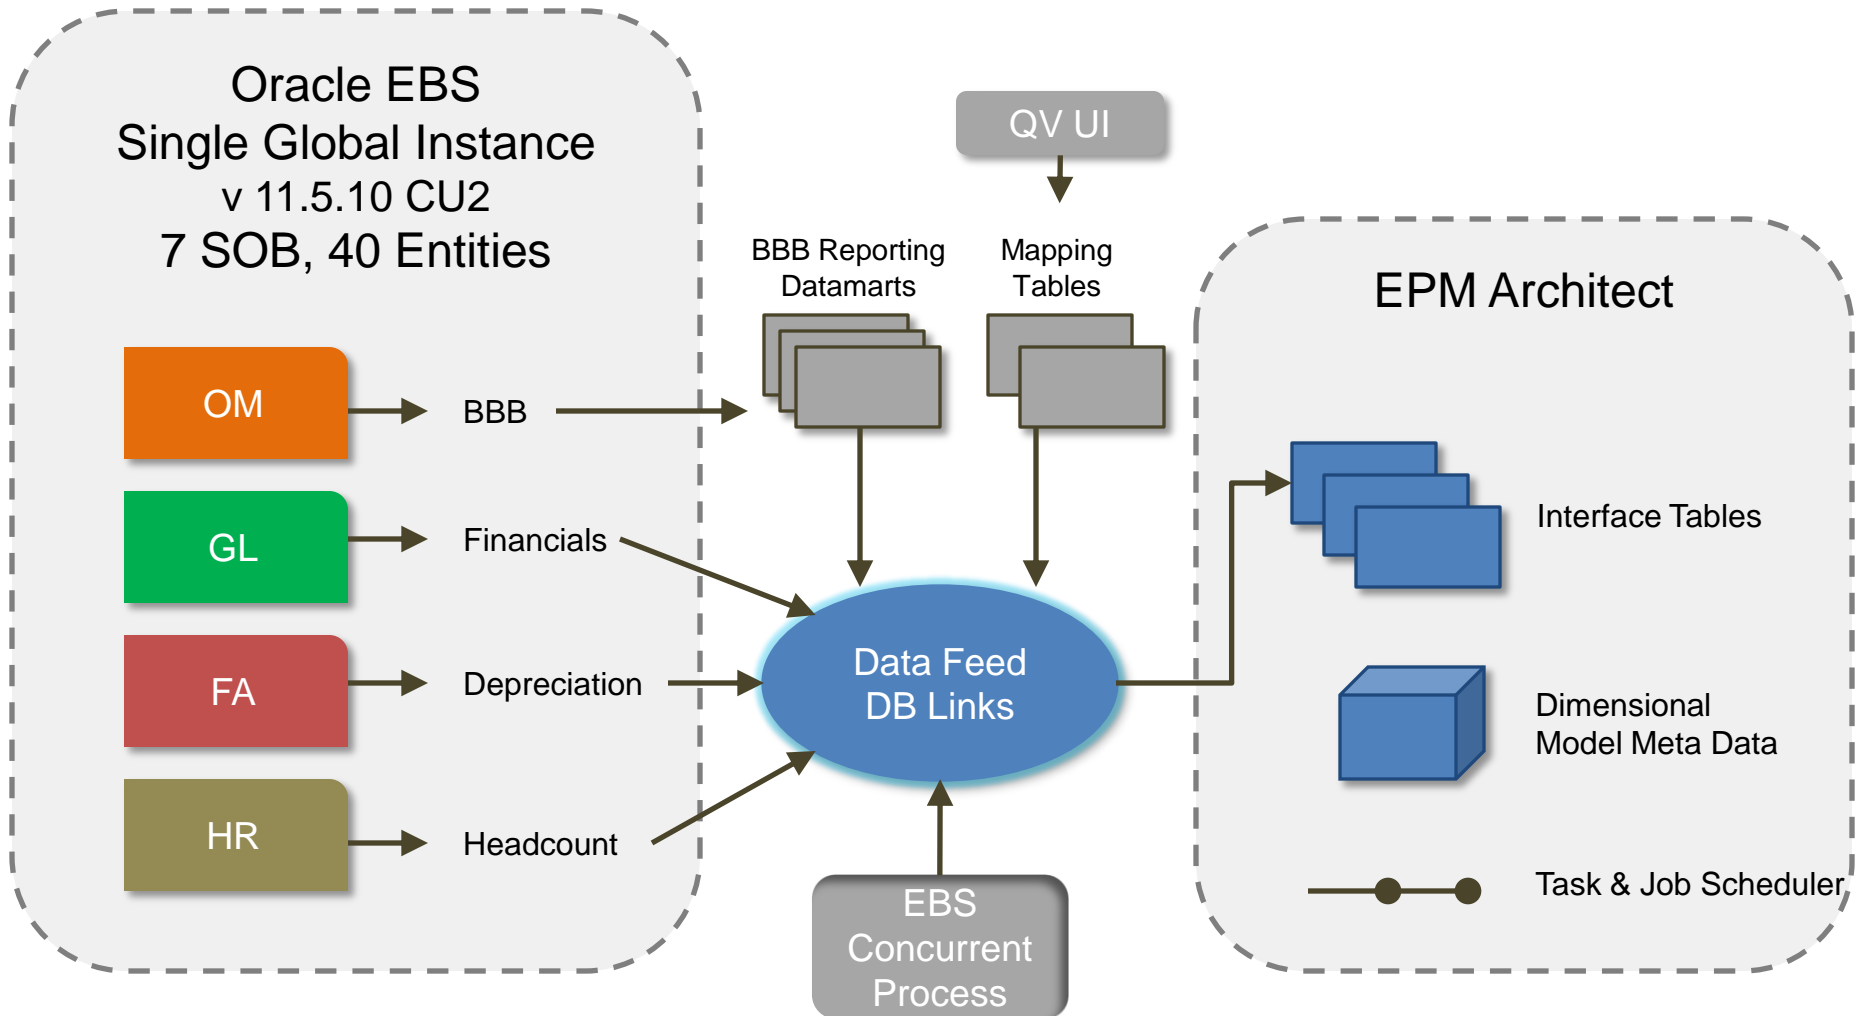 Oracle EBS
Single Global Instance
v 11.5.10 CU2
7 SOB, 40 Entities
OM
BBB
GL
Financials
FA
Depreciation
HR
Headcount
QV UI
BBB Reporting
Datamarts
Mapping
Tables
Data Feed
DB Links
EBS
Concurrent
Process
EPM Architect
Interface Tables
Dimensional
Model Meta Data
Task & Job Scheduler